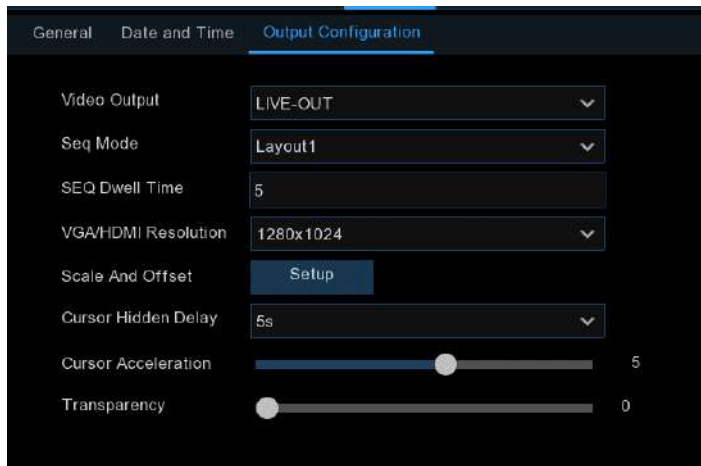 General Date and Time Output Configuration
Video Output LIVE-OUT
Seq Mode Layout1
SEQ Dwell Time 5
VGA/HDMI Resolution 1280x1024
Scale And Offset Setup
Cursor Hidden Delay 5s
Cursor Acceleration 5
Transparency 0